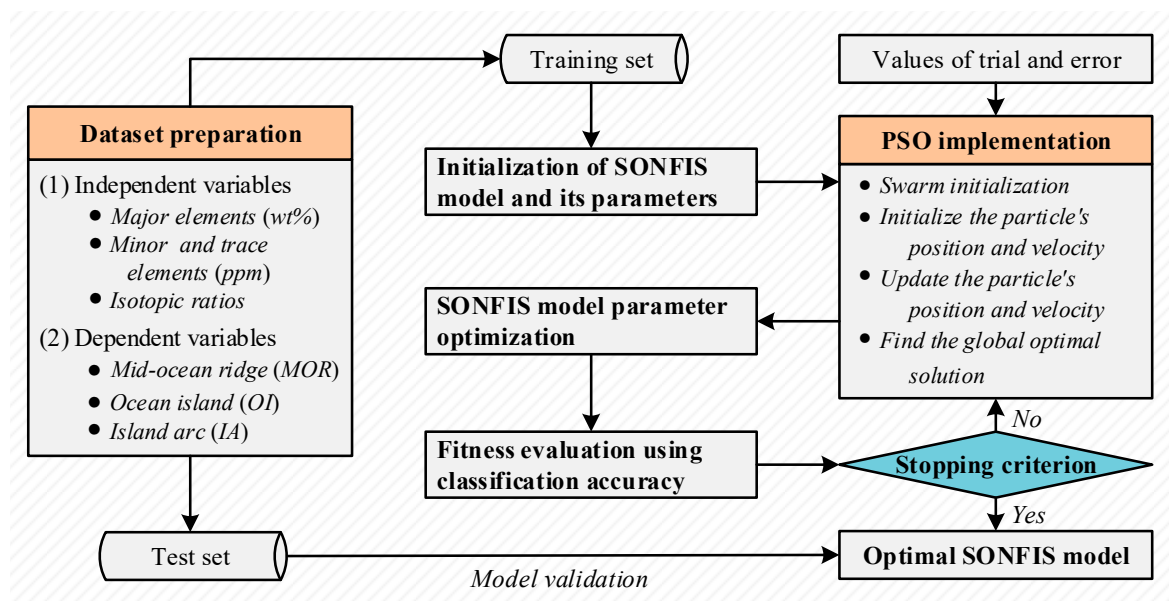 Training set
Values of trial and error
Dataset preparation
(1) Independent variables
● Major elements (wt%)
● Minor and trace
elements (ppm)
● Isotopic ratios
(2) Dependent variables
● Mid-ocean ridge (MOR)
● Ocean island (OI)
● Island arc (IA)
Initialization of SONFIS
model and its parameters
PSO implementation
● Swarm initialization
● Initialize the particle's
position and velocity
● Update the particle's
position and velocity
● Find the global optimal
solution
SONFIS model parameter
optimization
Fitness evaluation using
classification accuracy
No
Stopping criterion
Yes
Test set
Model validation
Optimal SONFIS model